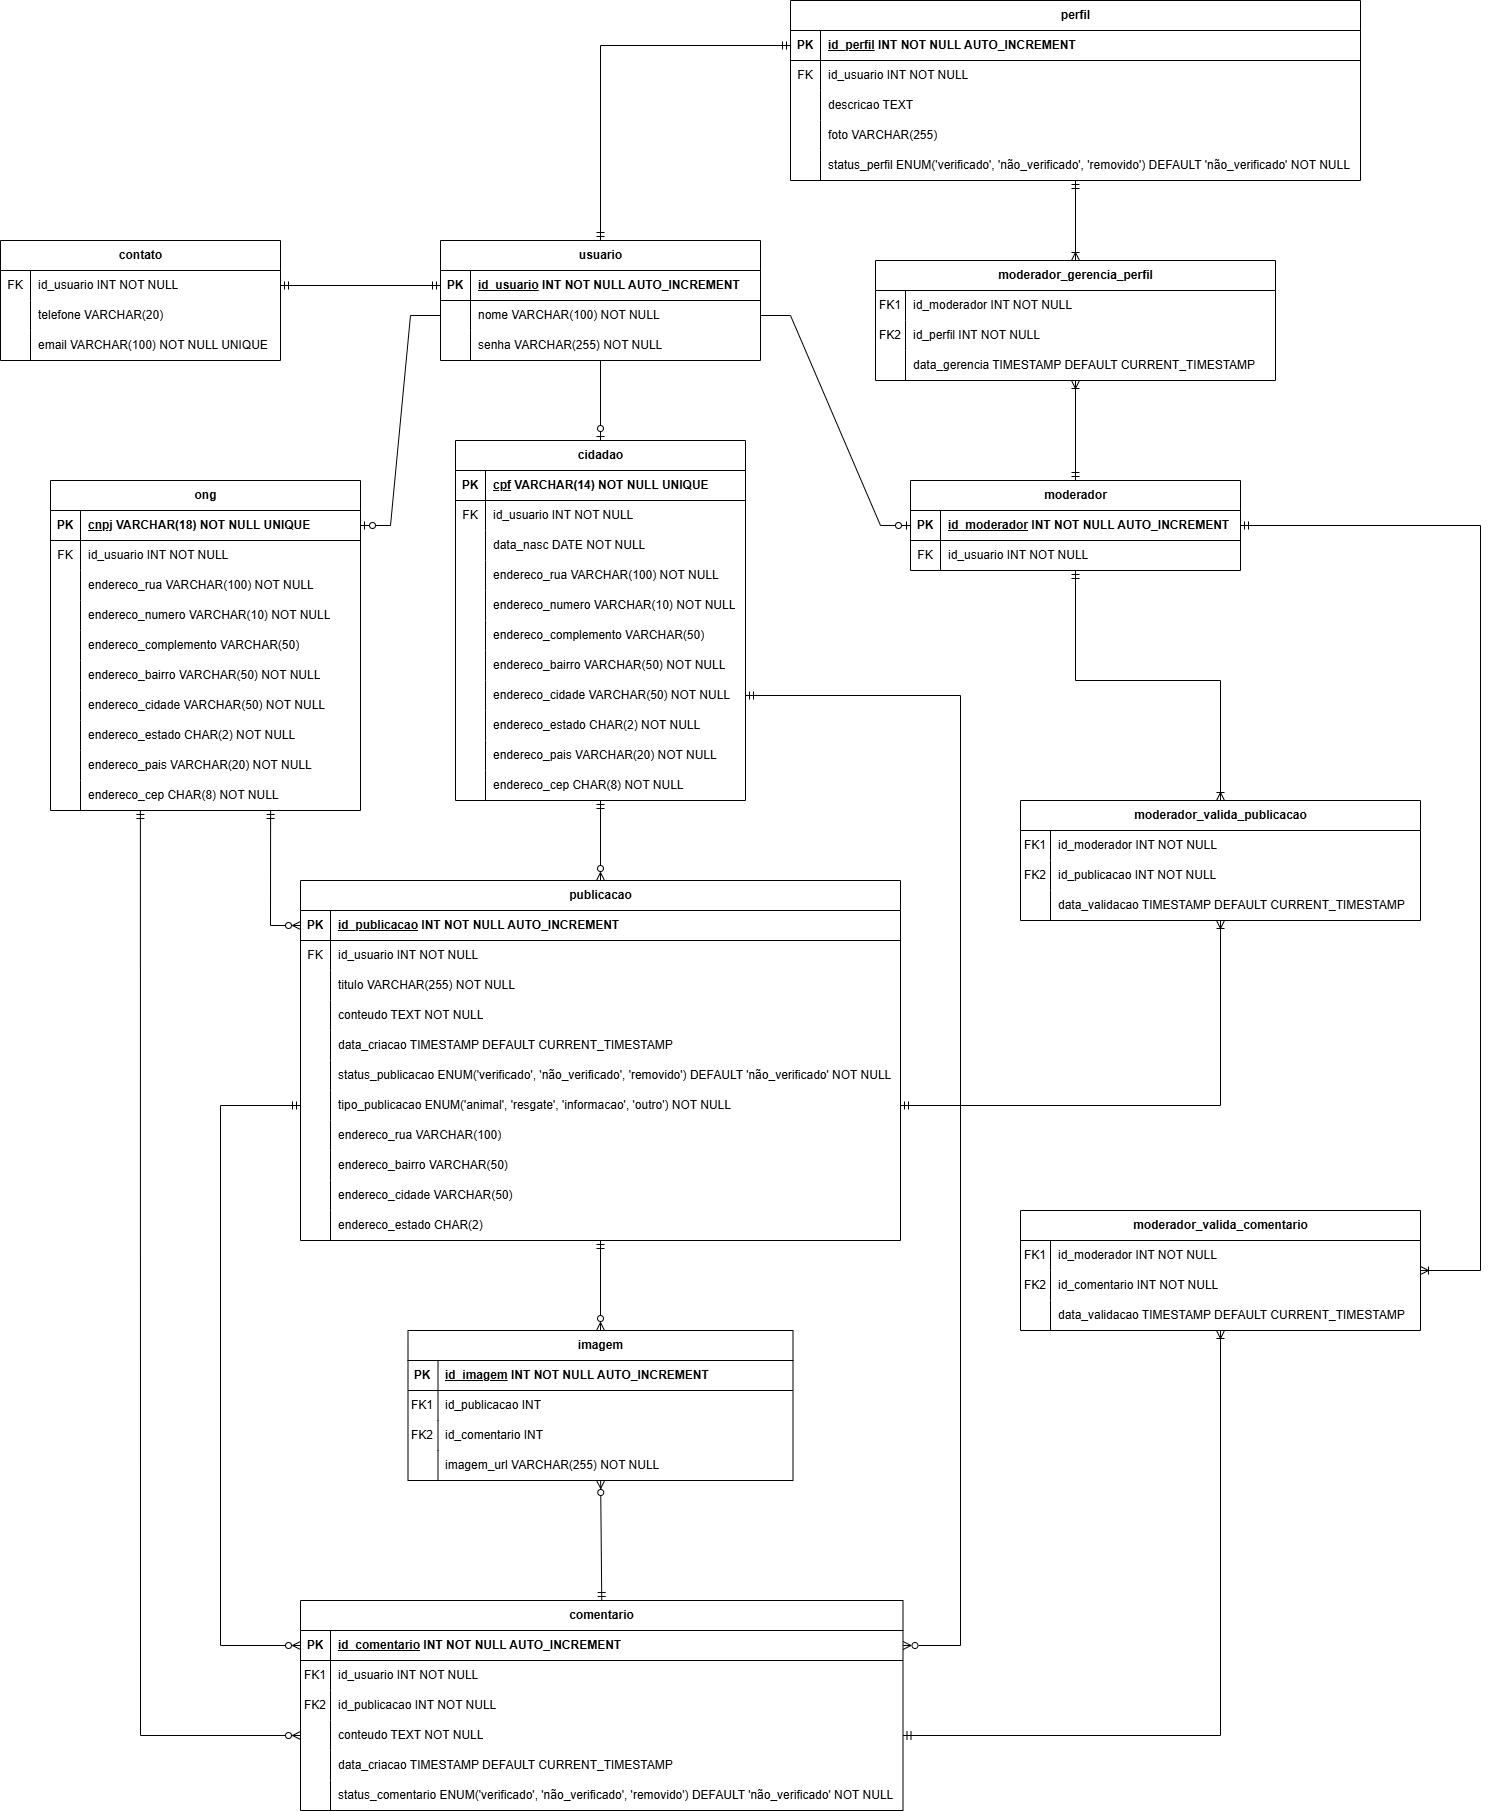 perfil
PK id_perfil INT NOT NULL AUTO_INCREMENT
FK id_usuario INT NOT NULL
descricao TEXT
foto VARCHAR(255)
status_perfil ENUM('verificado', 'não_verificado', 'removido') DEFAULT 'não_verificado' NOT NULL
contato
FK id_usuario INT NOT NULL
telefone VARCHAR(20)
email VARCHAR(100) NOT NULL UNIQUE
usuario
PK id_usuario INT NOT NULL AUTO_INCREMENT
nome VARCHAR(100) NOT NULL
senha VARCHAR(255) NOT NULL
moderador_gerencia_perfil
FK1 id_moderador INT NOT NULL
FK2 id_perfil INT NOT NULL
data_gerencia TIMESTAMP DEFAULT CURRENT_TIMESTAMP
ong
PK cnpj VARCHAR(18) NOT NULL UNIQUE
FK id_usuario INT NOT NULL
endereco_rua VARCHAR(100) NOT NULL
endereco_numero VARCHAR(10) NOT NULL
endereco_complemento VARCHAR(50)
endereco_bairro VARCHAR(50) NOT NULL
endereco_cidade VARCHAR(50) NOT NULL
endereco_estado CHAR(2) NOT NULL
endereco_pais VARCHAR(20) NOT NULL
endereco_cep CHAR(8) NOT NULL
cidadao
PK cpf VARCHAR(14) NOT NULL UNIQUE
FK id_usuario INT NOT NULL
data_nasc DATE NOT NULL
endereco_rua VARCHAR(100) NOT NULL
endereco_numero VARCHAR(10) NOT NULL
endereco_complemento VARCHAR(50)
endereco_bairro VARCHAR(50) NOT NULL
endereco_cidade VARCHAR(50) NOT NULL
endereco_estado CHAR(2) NOT NULL
endereco_pais VARCHAR(20) NOT NULL
endereco_cep CHAR(8) NOT NULL
moderador
PK id_moderador INT NOT NULL AUTO_INCREMENT
FK id_usuario INT NOT NULL
moderador_valida_publicacao
FK1 id_moderador INT NOT NULL
FK2 id_publicacao INT NOT NULL
data_validacao TIMESTAMP DEFAULT CURRENT_TIMESTAMP
publicacao
PK id_publicacao INT NOT NULL AUTO_INCREMENT
FK id_usuario INT NOT NULL
titulo VARCHAR(255) NOT NULL
conteudo TEXT NOT NULL
data_criacao TIMESTAMP DEFAULT CURRENT_TIMESTAMP
status_publicacao ENUM('verificado', 'não_verificado', 'removido') DEFAULT 'não_verificado' NOT NULL
tipo_publicacao ENUM('animal', 'resgate', 'informacao', 'outro') NOT NULL
endereco_rua VARCHAR(100)
endereco_bairro VARCHAR(50)
endereco_cidade VARCHAR(50)
endereco_estado CHAR(2)
moderador_valida_comentario
FK1 id_moderador INT NOT NULL
FK2 id_comentario INT NOT NULL
data_validacao TIMESTAMP DEFAULT CURRENT_TIMESTAMP
imagem
PK id_imagem INT NOT NULL AUTO_INCREMENT
FK1 id_publicacao INT
FK2 id_comentario INT
imagem_url VARCHAR(255) NOT NULL
comentario
PK id_comentario INT NOT NULL AUTO_INCREMENT
FK1 id_usuario INT NOT NULL
FK2 id_publicacao INT NOT NULL
conteudo TEXT NOT NULL
data_criacao TIMESTAMP DEFAULT CURRENT_TIMESTAMP
status_comentario ENUM('verificado', 'não_verificado', 'removido') DEFAULT 'não_verificado' NOT NULL